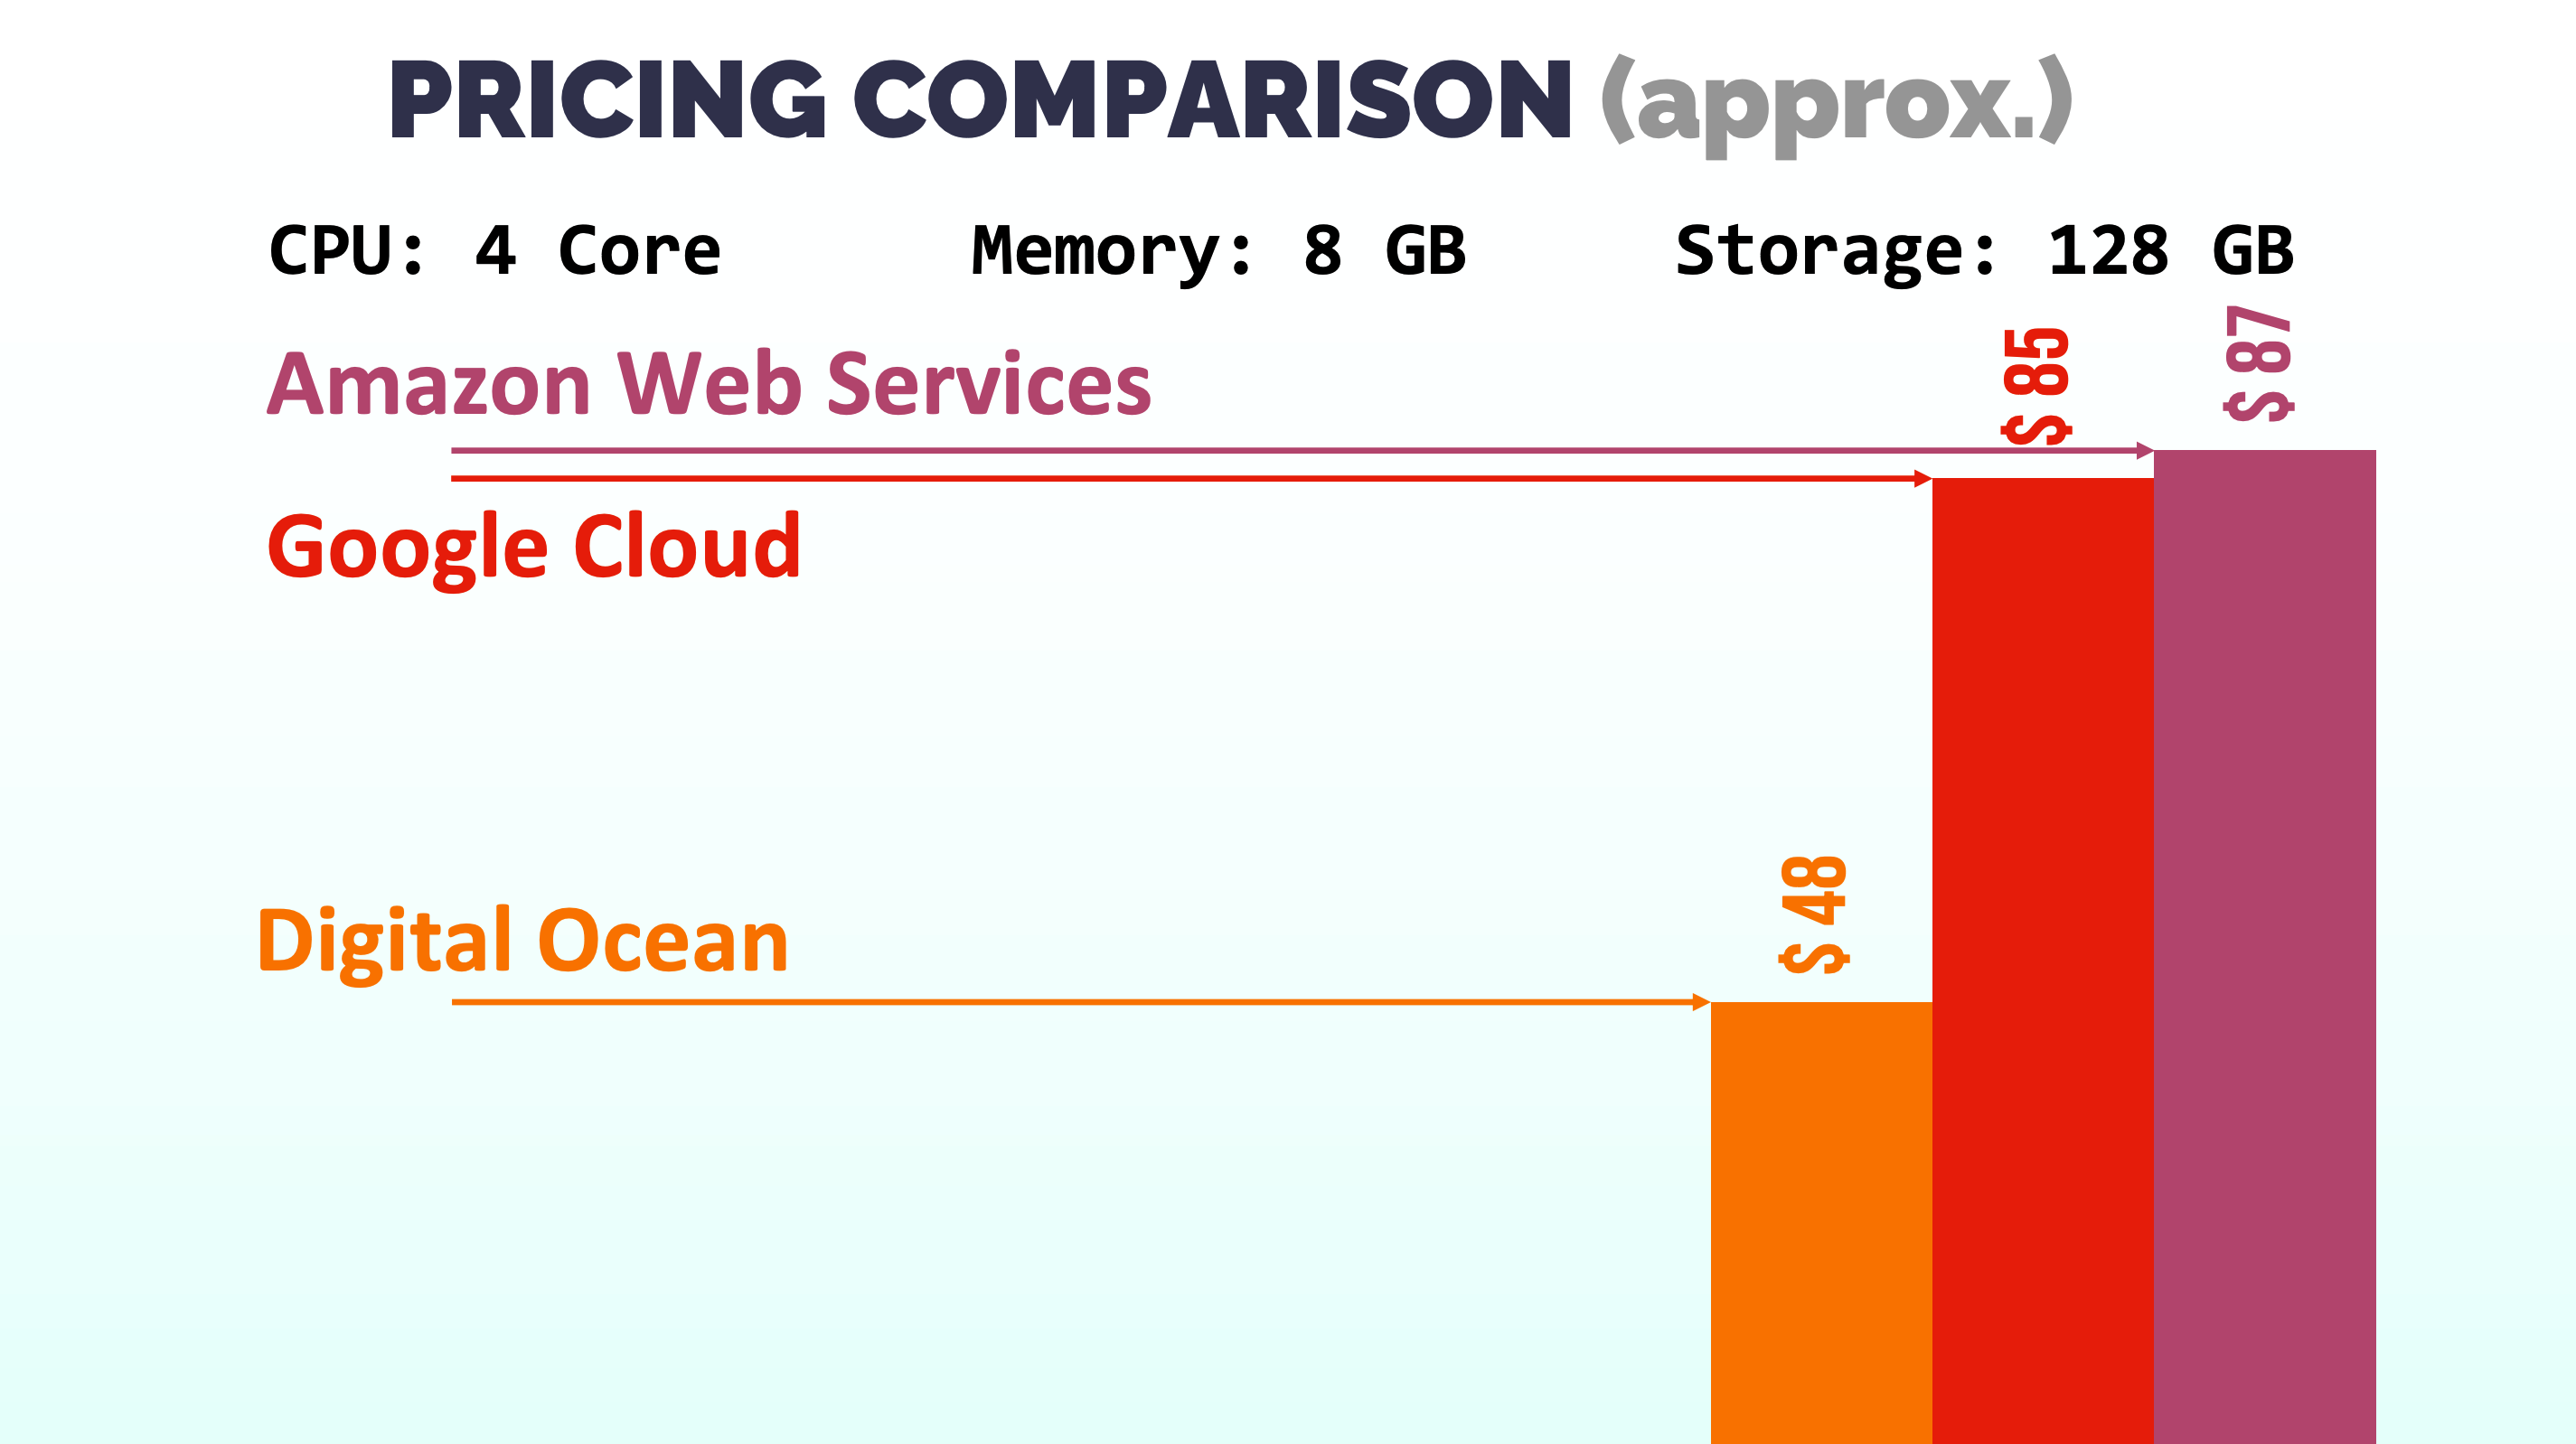 PRICING COMPARISON (approx.)
CPU: 4 Core Memory: 8 GB Storage: 128 GB
Amazon Web Services
$ 85
$ 87
Google Cloud
Digital Ocean
$ 48